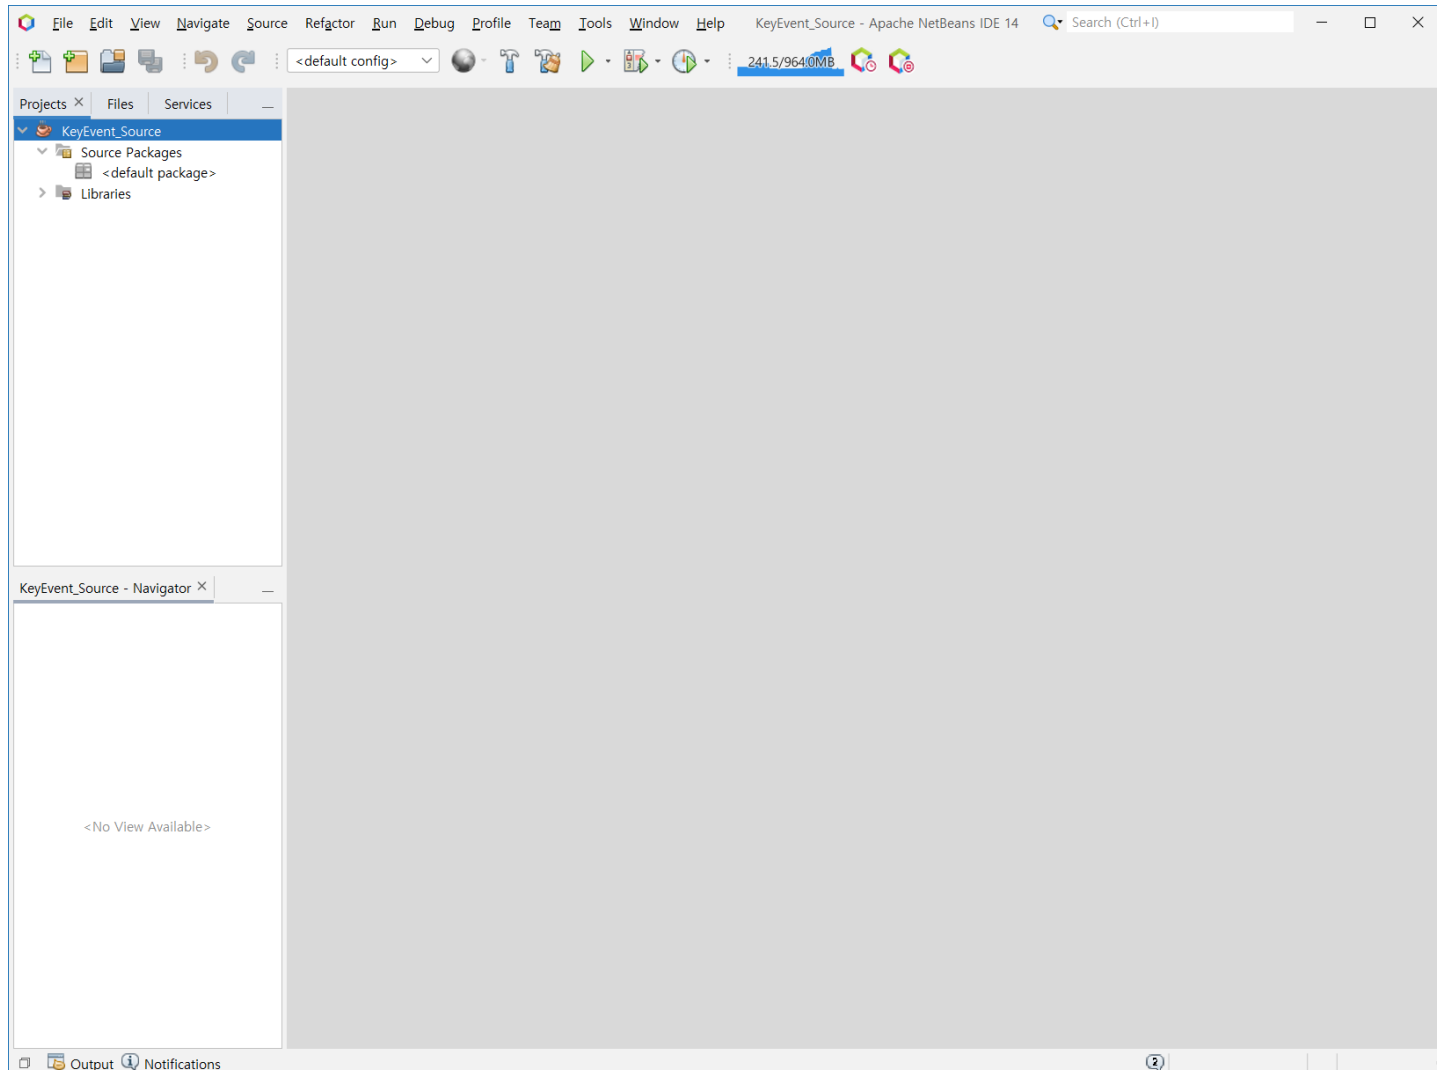 File Edit View Navigate Source Refactor Run Debug Profile Team Tools Window Help KeyEvent_Source - Apache NetBeans IDE 14 Search (Ctrl+I)
<default config> 241.5/964.0MB
Projects Files Services
KeyEvent_Source
Source Packages
<default package>
Libraries
KeyEvent_Source - Navigator
<No View Available>
Output Notifications 2